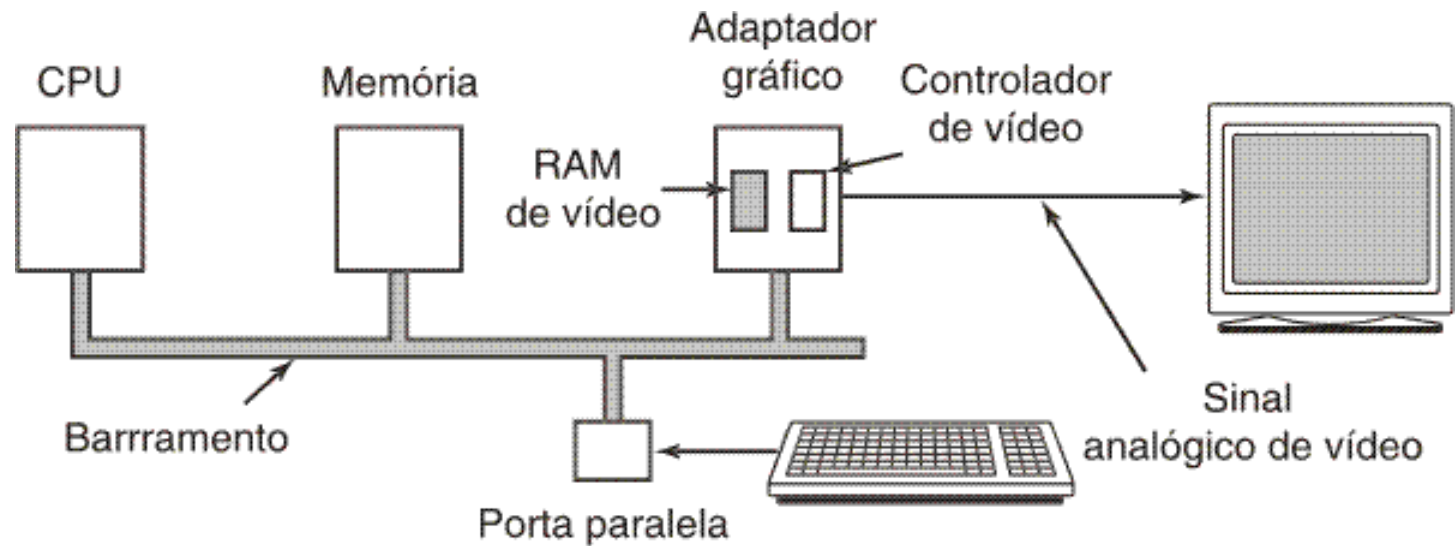 CPU
Memória
Adaptador
gráfico
Controlador
de vídeo
RAM
de vídeo
Barrramento
Porta paralela
Sinal
analógico de vídeo